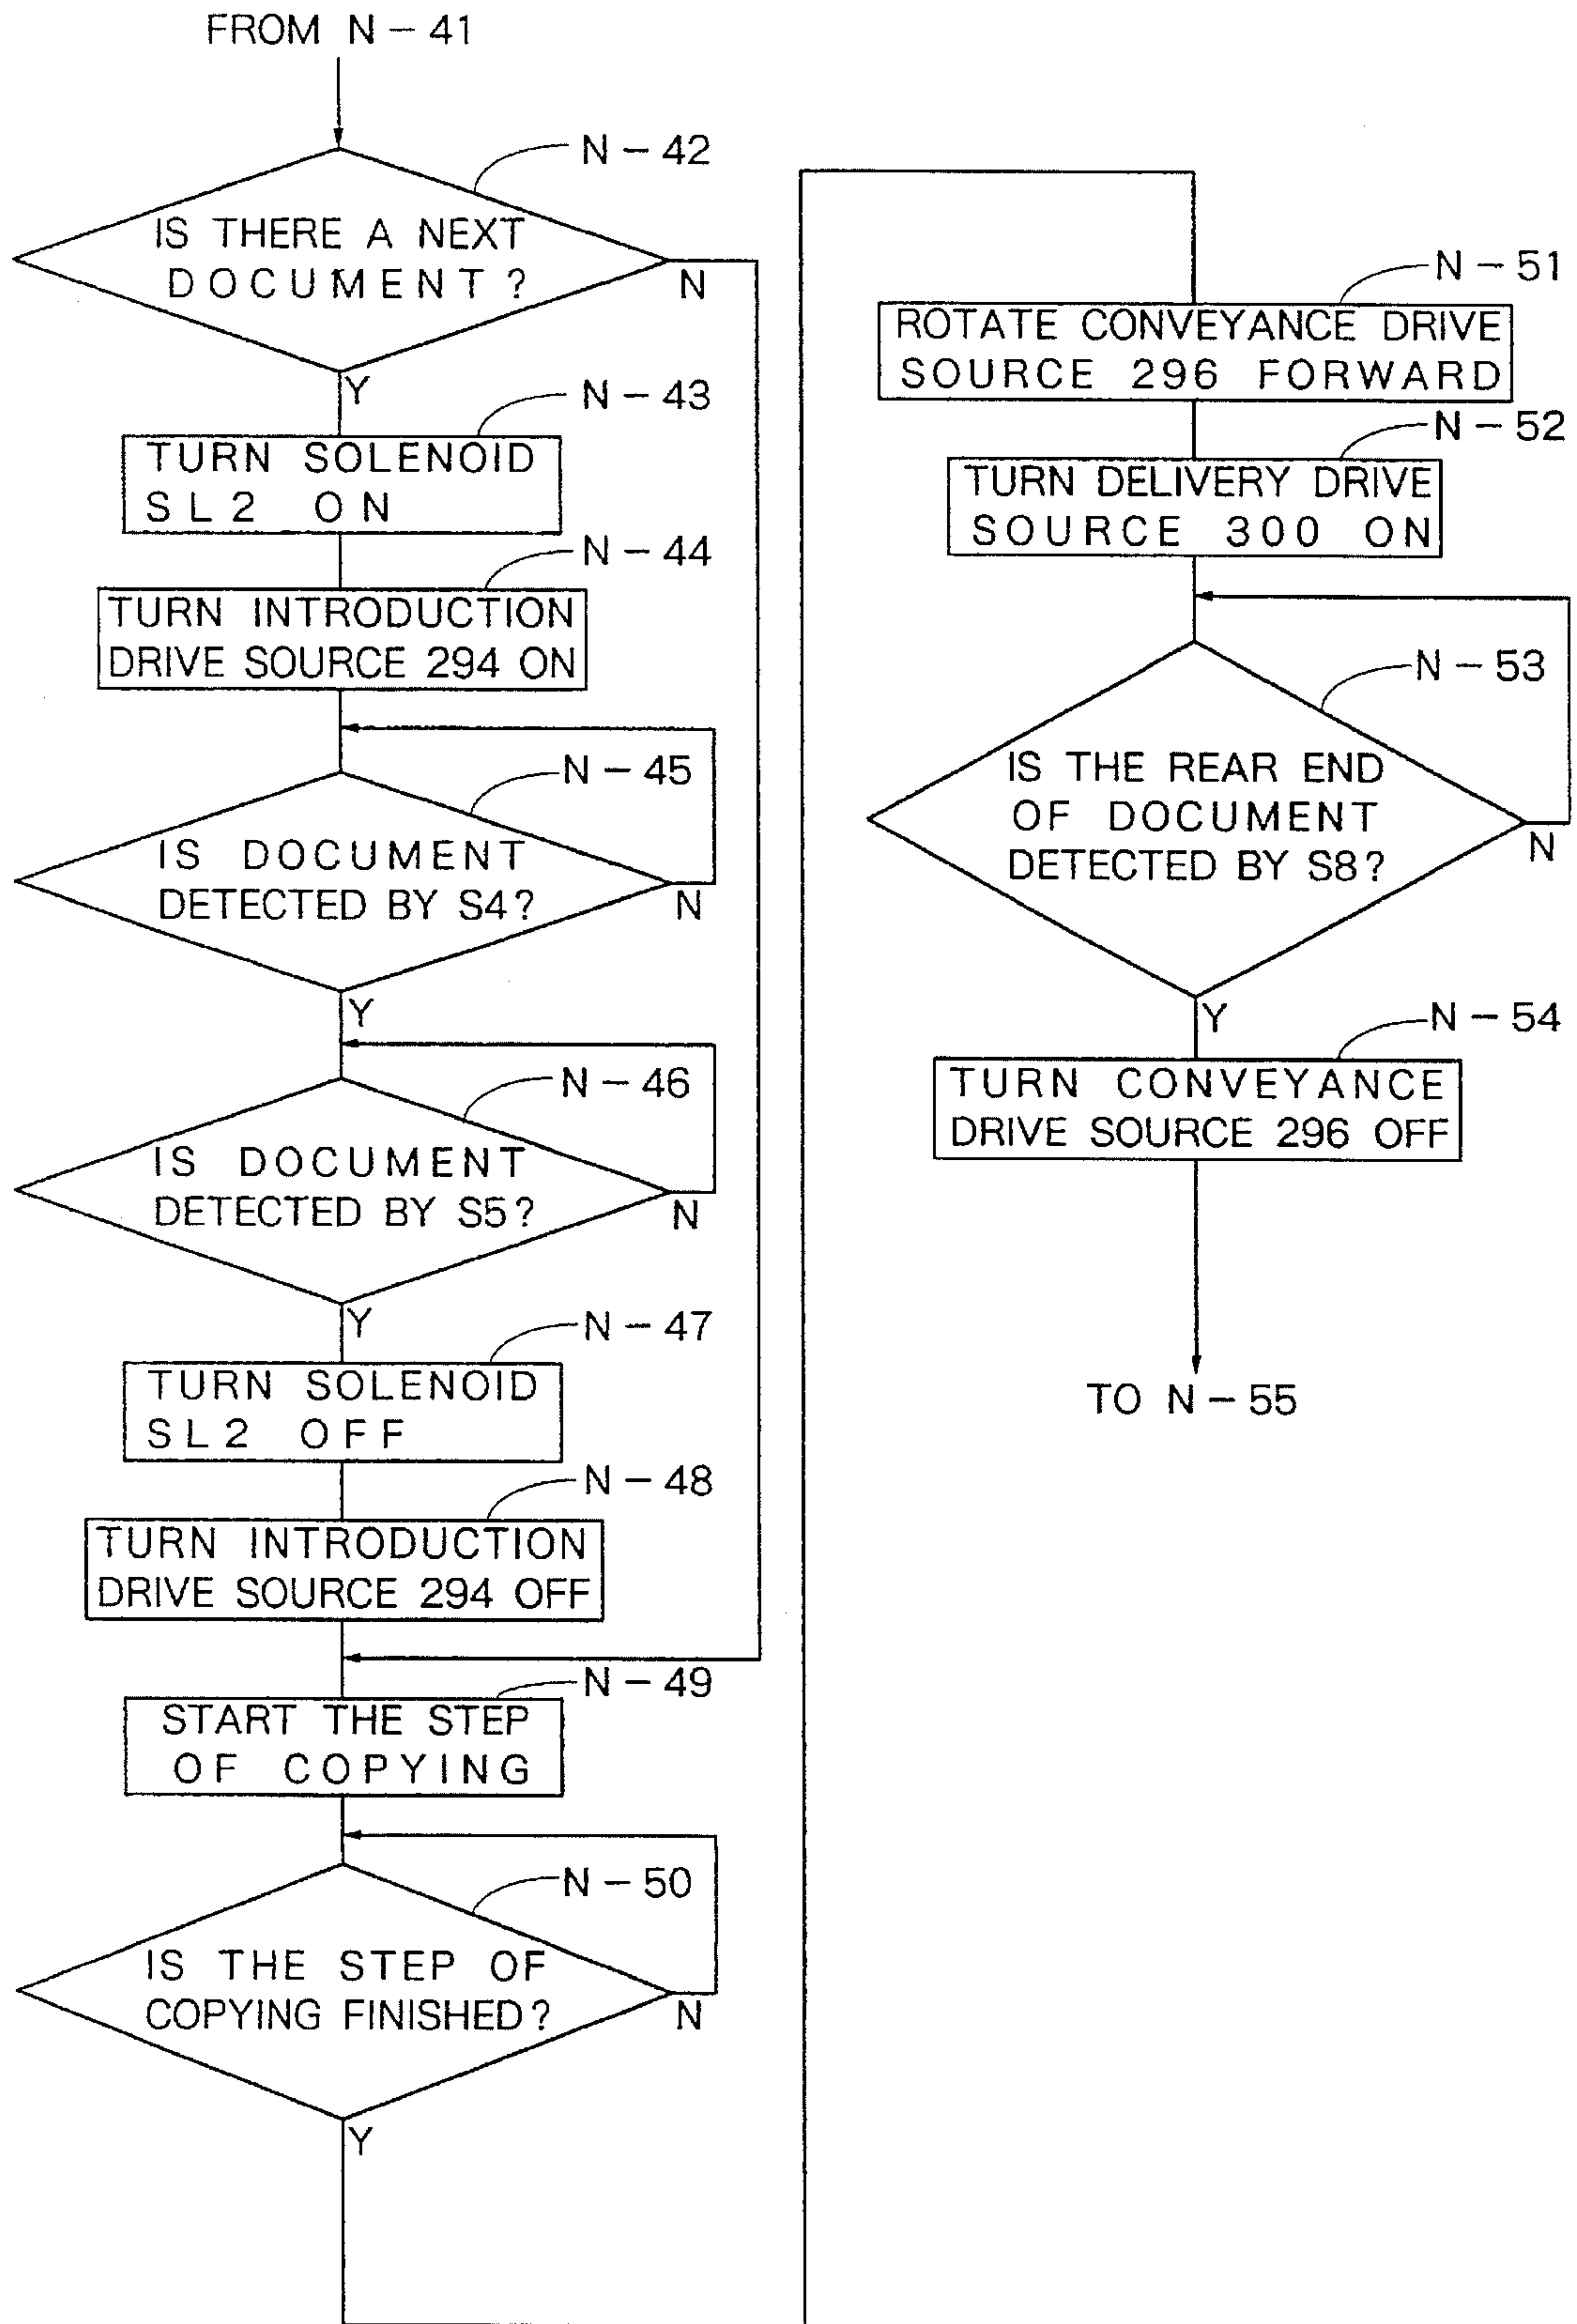 FROM N-41
N-42
IS THERE A NEXT
DOCUMENT?
N
Y
N-43
TURN SOLENOID
SL2 ON
N-44
TURN INTRODUCTION
DRIVE SOURCE 294 ON
N-45
IS DOCUMENT
DETECTED BY S4?
N
Y
N-46
IS DOCUMENT
DETECTED BY S5?
N
Y
N-47
TURN SOLENOID
SL2 OFF
N-48
TURN INTRODUCTION
DRIVE SOURCE 294 OFF
N-49
START THE STEP
OF COPYING
N-50
IS THE STEP OF
COPYING FINISHED?
N
Y
N-51
ROTATE CONVEYANCE DRIVE
SOURCE 296 FORWARD
N-52
TURN DELIVERY DRIVE
SOURCE 300 ON
N-53
IS THE REAR END
OF DOCUMENT
DETECTED BY S8?
N
Y
N-54
TURN CONVEYANCE
DRIVE SOURCE 296 OFF
TO N-55